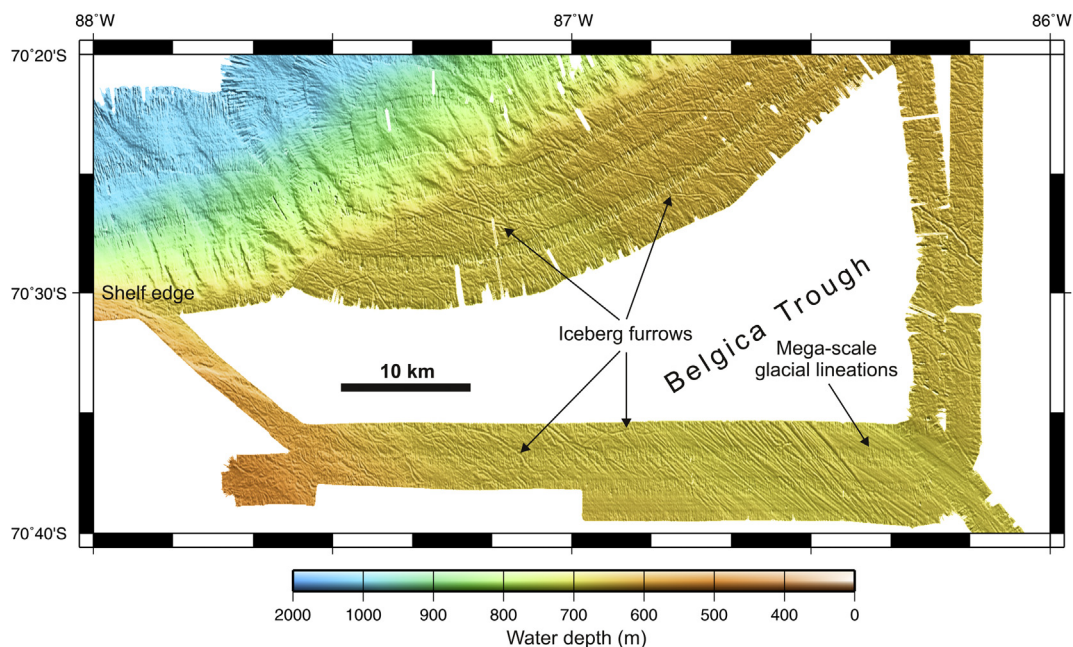 88˚W
87˚W
86˚W
70˚20'S
70˚30'S
Shelf edge
Iceberg furrows
Belgica Trough
Mega-scale
glacial lineations
10 km
70˚40'S
2000
1000
900
800
700
600
500
400
0
Water depth (m)